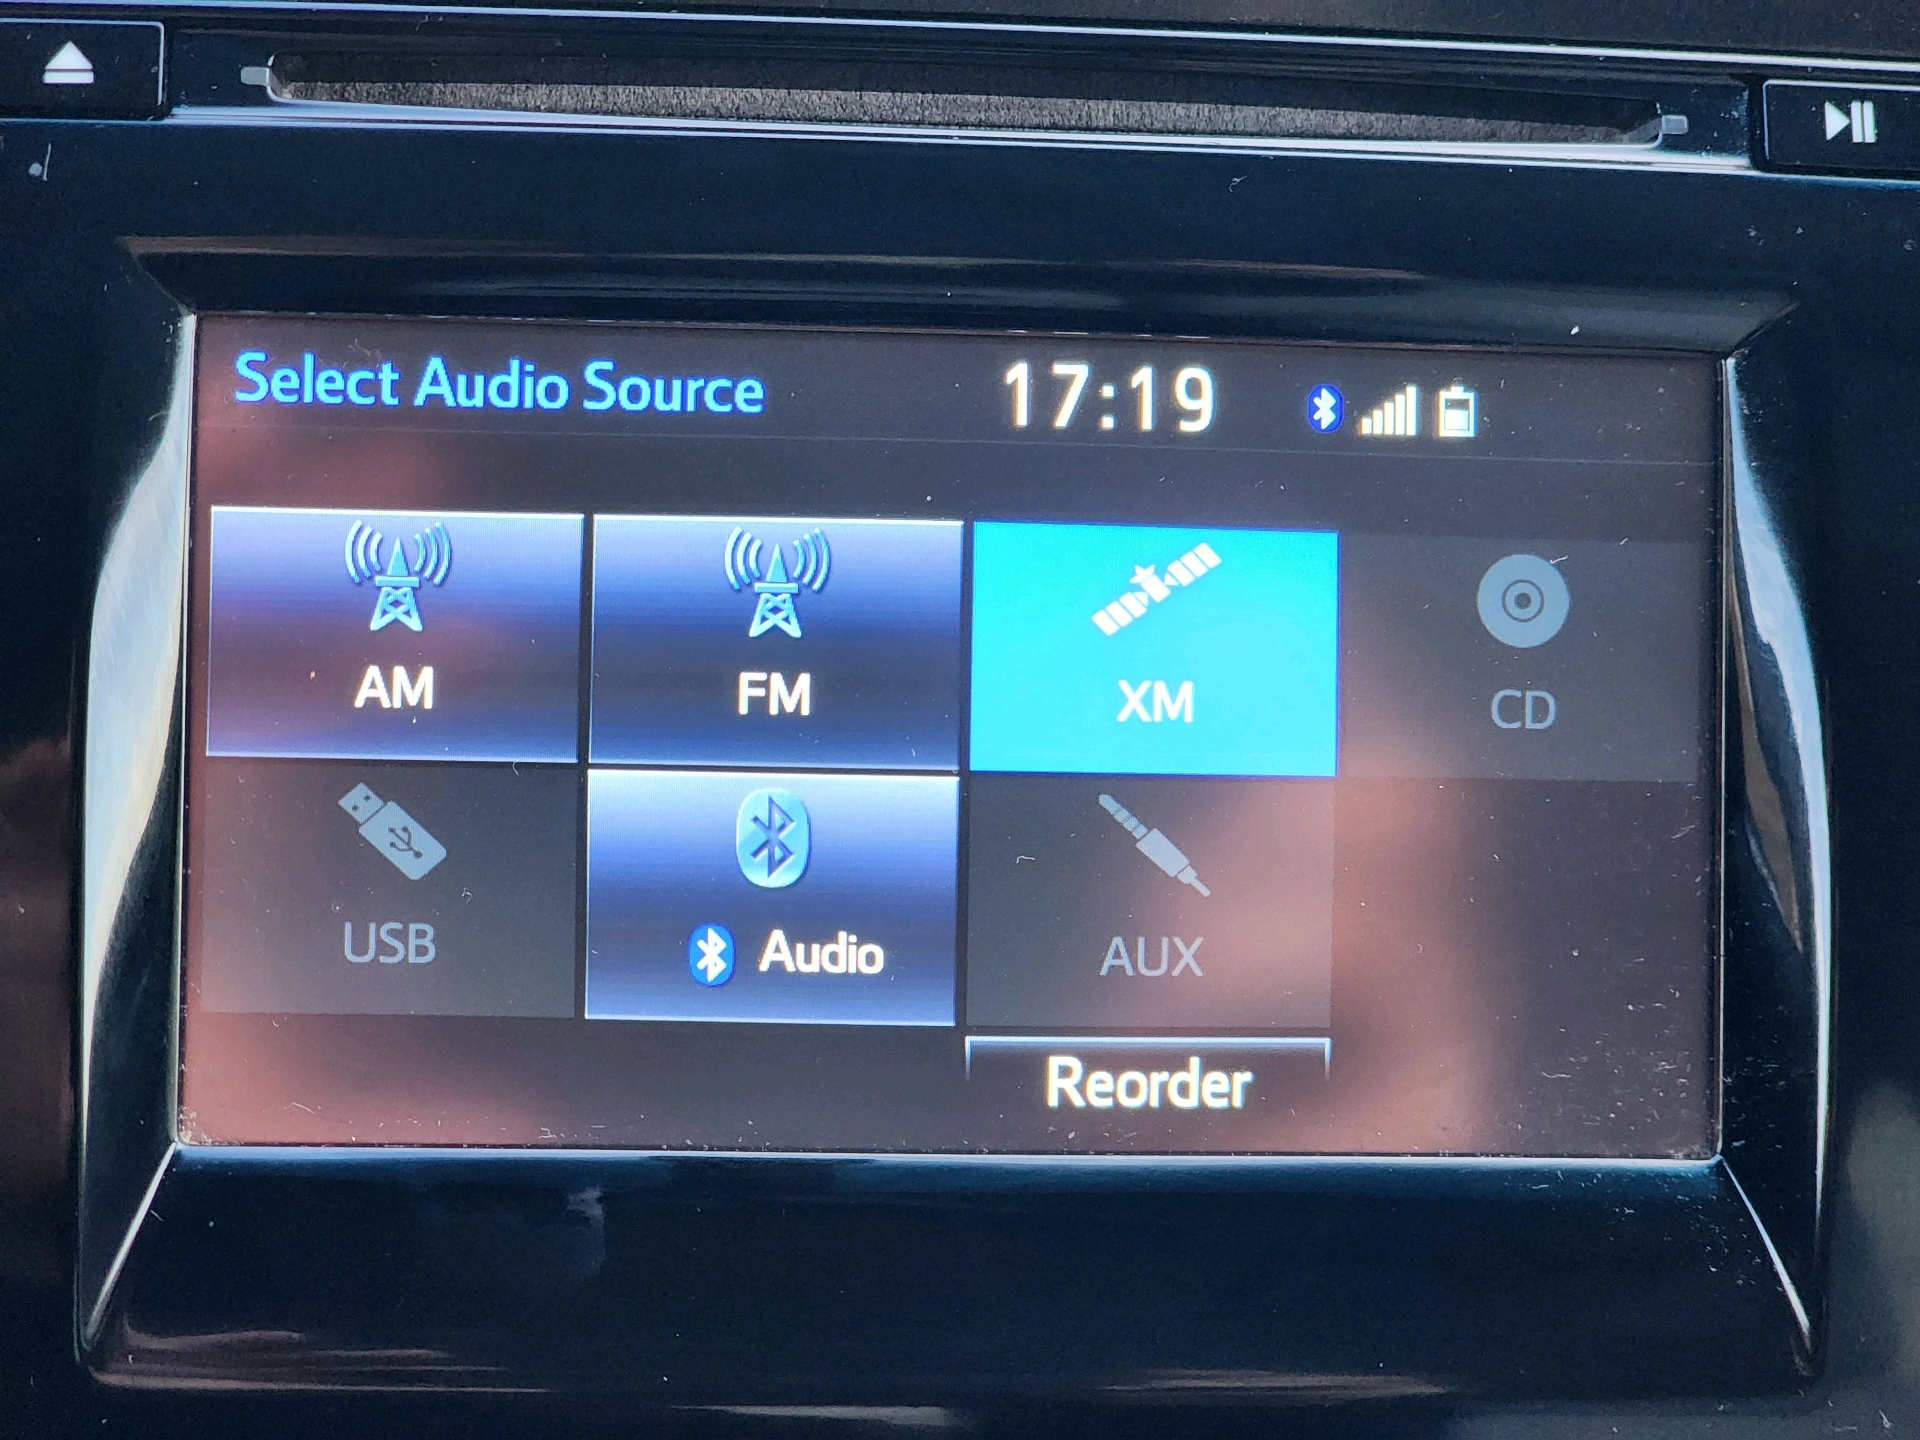 Select Audio Source 17:19
AM FM XM CD
USB Audio AUX
Reorder